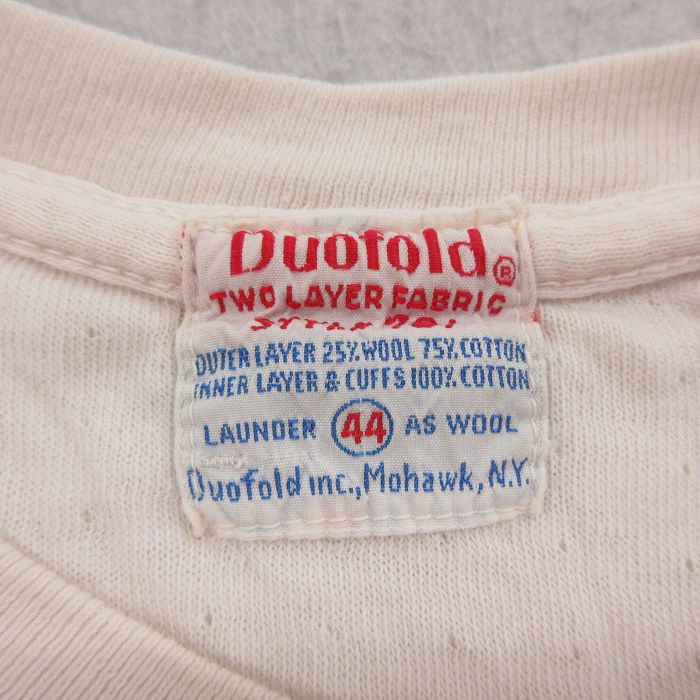 Duofold®
TWO LAYER FABRIC
STYLE
OUTER LAYER 25% WOOL 75% COTTON
INNER LAYER & CUFFS 100% COTTON
LAUNDER 44 AS WOOL
Duofold inc., Mohawk, N.Y.